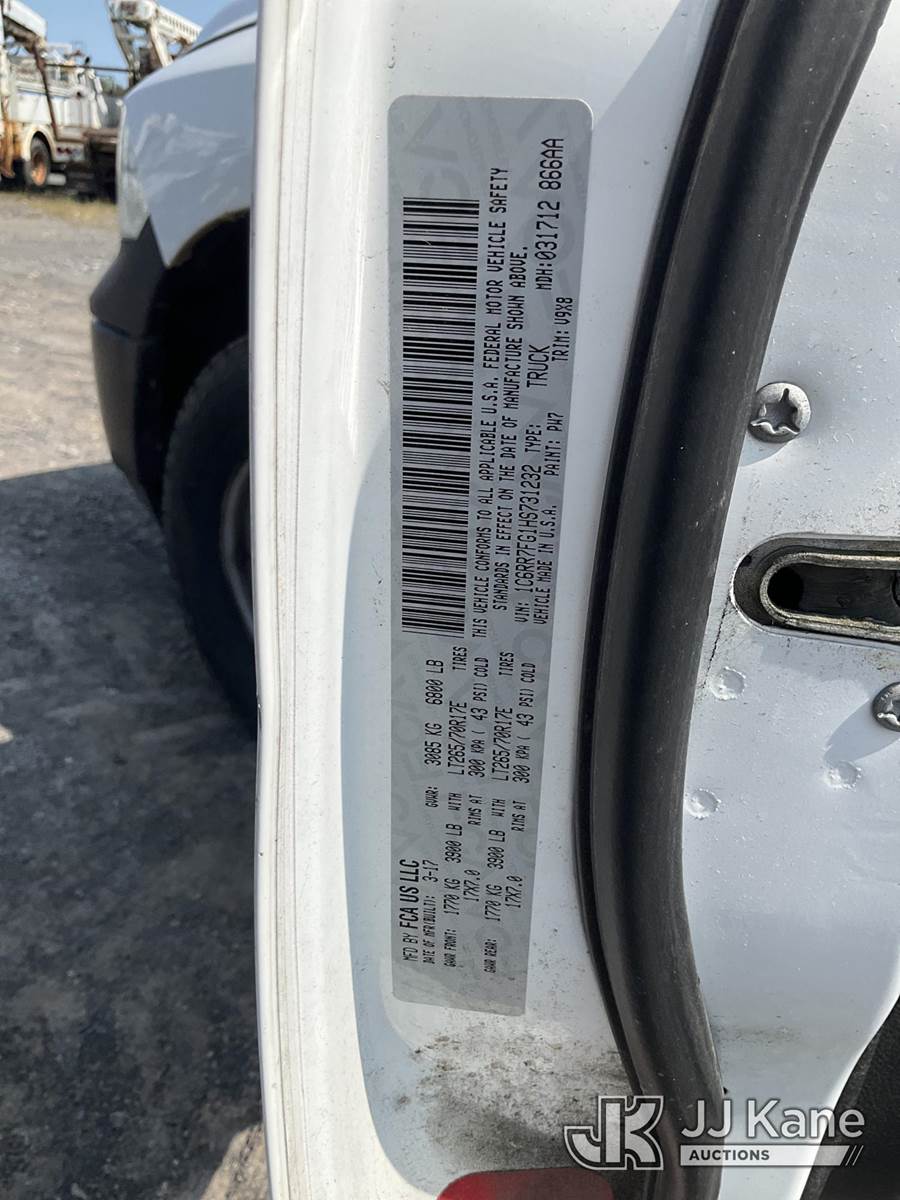 MFD BY FCA US LLC
DATE OF MFR(BUILT): 3-17 GVWR: 3085 KG 6800 LB
GAWR FRONT: 1770 KG 3900 LB WITH LT265/70R17E TIRES
17X7.0 RIMS AT 300 KPA ( 43 PSI) COLD
GAWR REAR: 1770 KG 3900 LB WITH LT265/70R17E TIRES
17X7.0 RIMS AT 300 KPA ( 43 PSI) COLD
THIS VEHICLE CONFORMS TO ALL APPLICABLE U.S.A. FEDERAL MOTOR VEHICLE SAFETY
STANDARDS IN EFFECT ON THE DATE OF MANUFACTURE SHOWN ABOVE.
VIN: 1C6RR7FG1HS731232 TYPE: TRUCK MDH:031712 866AA
VEHICLE MADE IN U.S.A. PAINT: PW7 TRIM: V9X8
JK JJ Kane
AUCTIONS